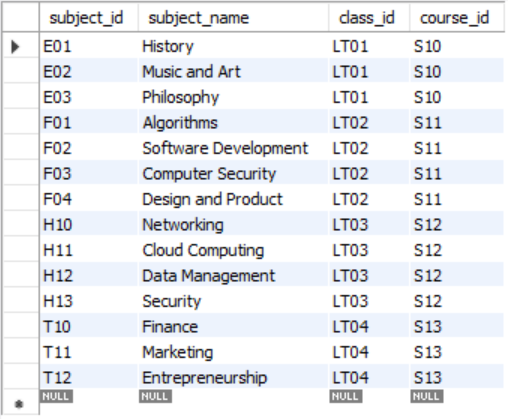 subject_id subject_name class_id course_id
E01 History LT01 S10
E02 Music and Art LT01 S10
E03 Philosophy LT01 S10
F01 Algorithms LT02 S11
F02 Software Development LT02 S11
F03 Computer Security LT02 S11
F04 Design and Product LT02 S11
H10 Networking LT03 S12
H11 Cloud Computing LT03 S12
H12 Data Management LT03 S12
H13 Security LT03 S12
T10 Finance LT04 S13
T11 Marketing LT04 S13
T12 Entrepreneurship LT04 S13
NULL NULL NULL NULL